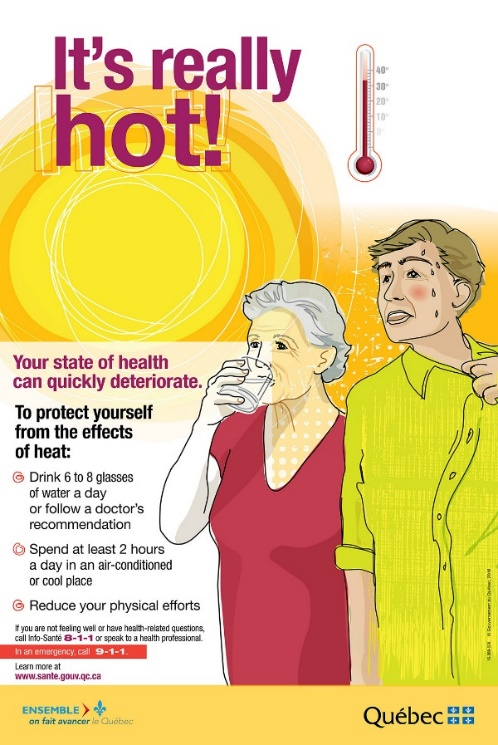 It's really
hot!
40°
30°
20°
10°
0°
Your state of health
can quickly deteriorate.
To protect yourself
from the effects
of heat:
Drink 6 to 8 glasses
of water a day
or follow a doctor's
recommendation
Spend at least 2 hours
a day in an air-conditioned
or cool place
Reduce your physical efforts
If you are not feeling well or have health-related questions,
call Info-Santé 8-1-1 or speak to a health professional.
In an emergency, call 9-1-1.
Learn more at
www.sante.gouv.qc.ca
ENSEMBLE
on fait avancer le Québec
Québec